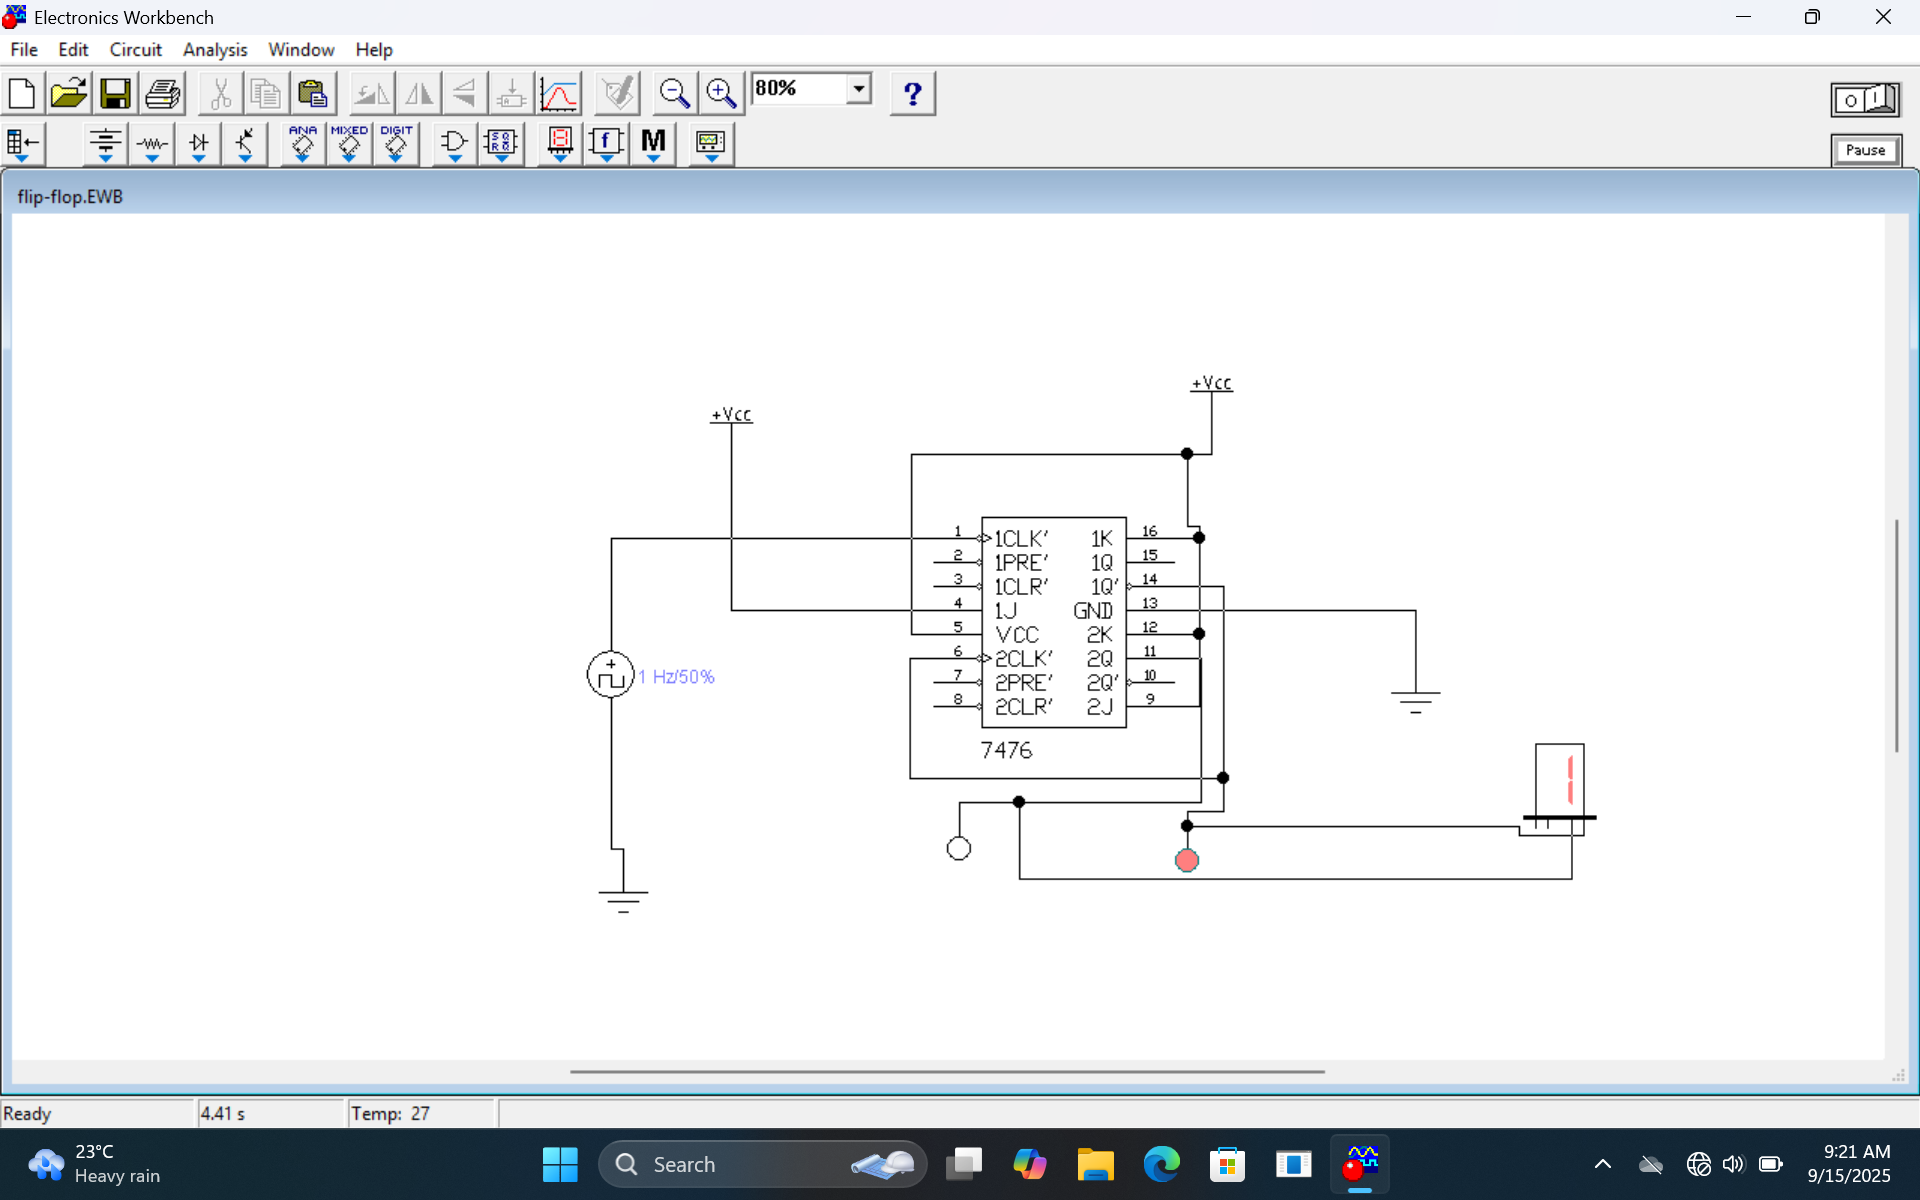 Electronics Workbench
File Edit Circuit Analysis Window Help
80%
?
O I
ANA MIXED DIGIT
f M
Pause
flip-flop.EWB
+Vcc
+Vcc
1 1CLK' 1K 16
2 1PRE' 1Q 15
3 1CLR' 1Q' 14
4 1J GND 13
5 VCC 2K 12
6 2CLK' 2Q 11
7 2PRE' 2Q' 10
8 2CLR' 2J 9
7476
1 Hz/50%
1
Ready 4.41 s Temp: 27
23°C
Heavy rain
Search
9:21 AM
9/15/2025